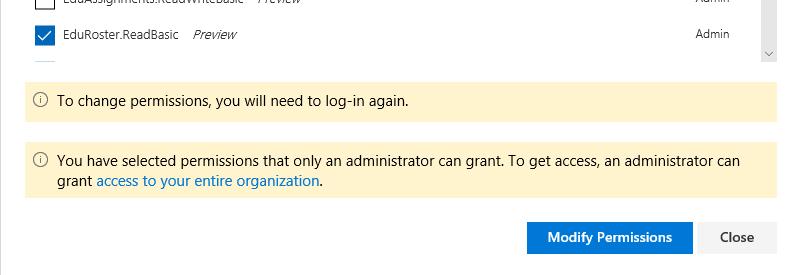 EduAssignments.ReadWriteBasic Preview Admin
EduRoster.ReadBasic Preview Admin
To change permissions, you will need to log-in again.
You have selected permissions that only an administrator can grant. To get access, an administrator can
grant access to your entire organization.
Modify Permissions Close